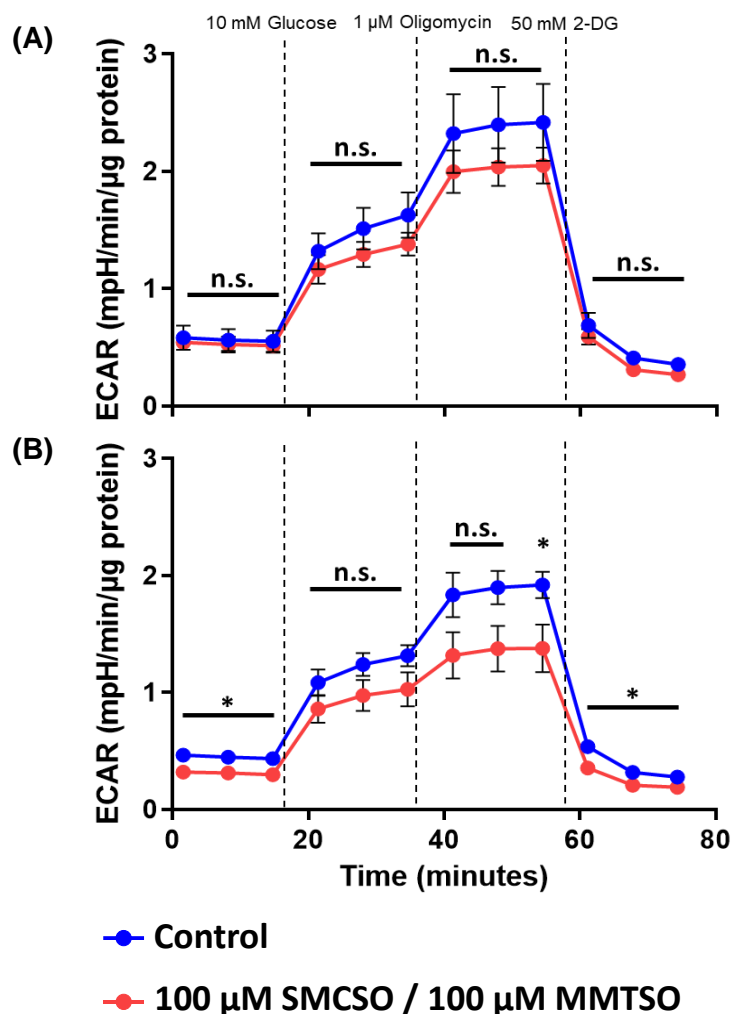 10 mM Glucose 1 µM Oligomycin 50 mM 2-DG
(A)
ECAR (mpH/min/µg protein)
3
2
1
0
n.s.
n.s.
n.s.
n.s.
(B)
ECAR (mpH/min/µg protein)
3
2
1
0
*
n.s.
n.s.
*
*
0 20 40 60 80
Time (minutes)
Control
100 µM SMCSO / 100 µM MMTSO